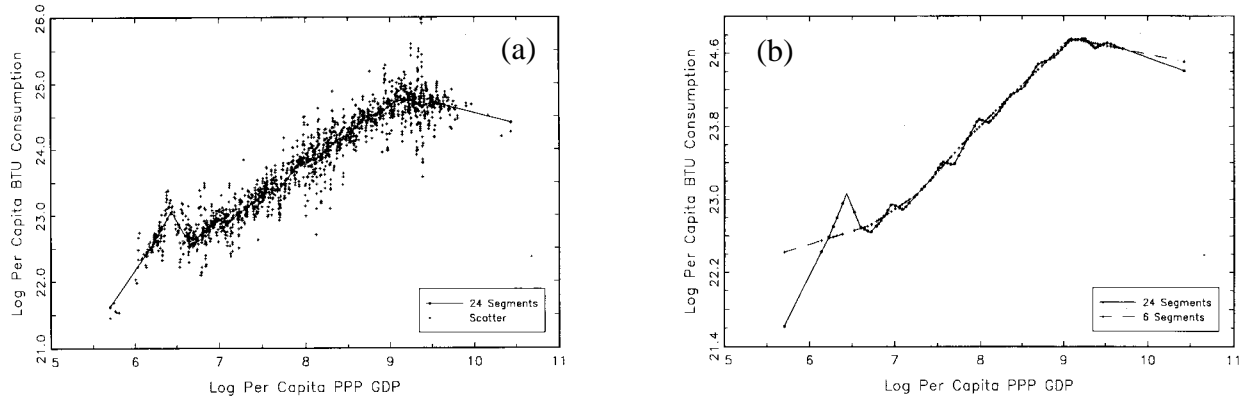 (a)
Log Per Capita BTU Consumption
26.0
25.0
24.0
23.0
22.0
21.0
24 Segments
Scatter
5 6 7 8 9 10 11
Log Per Capita PPP GDP
(b)
Log Per Capita BTU Consumption
24.6
23.8
23.0
22.2
21.4
24 Segments
6 Segments
5 6 7 8 9 10 11
Log Per Capita PPP GDP